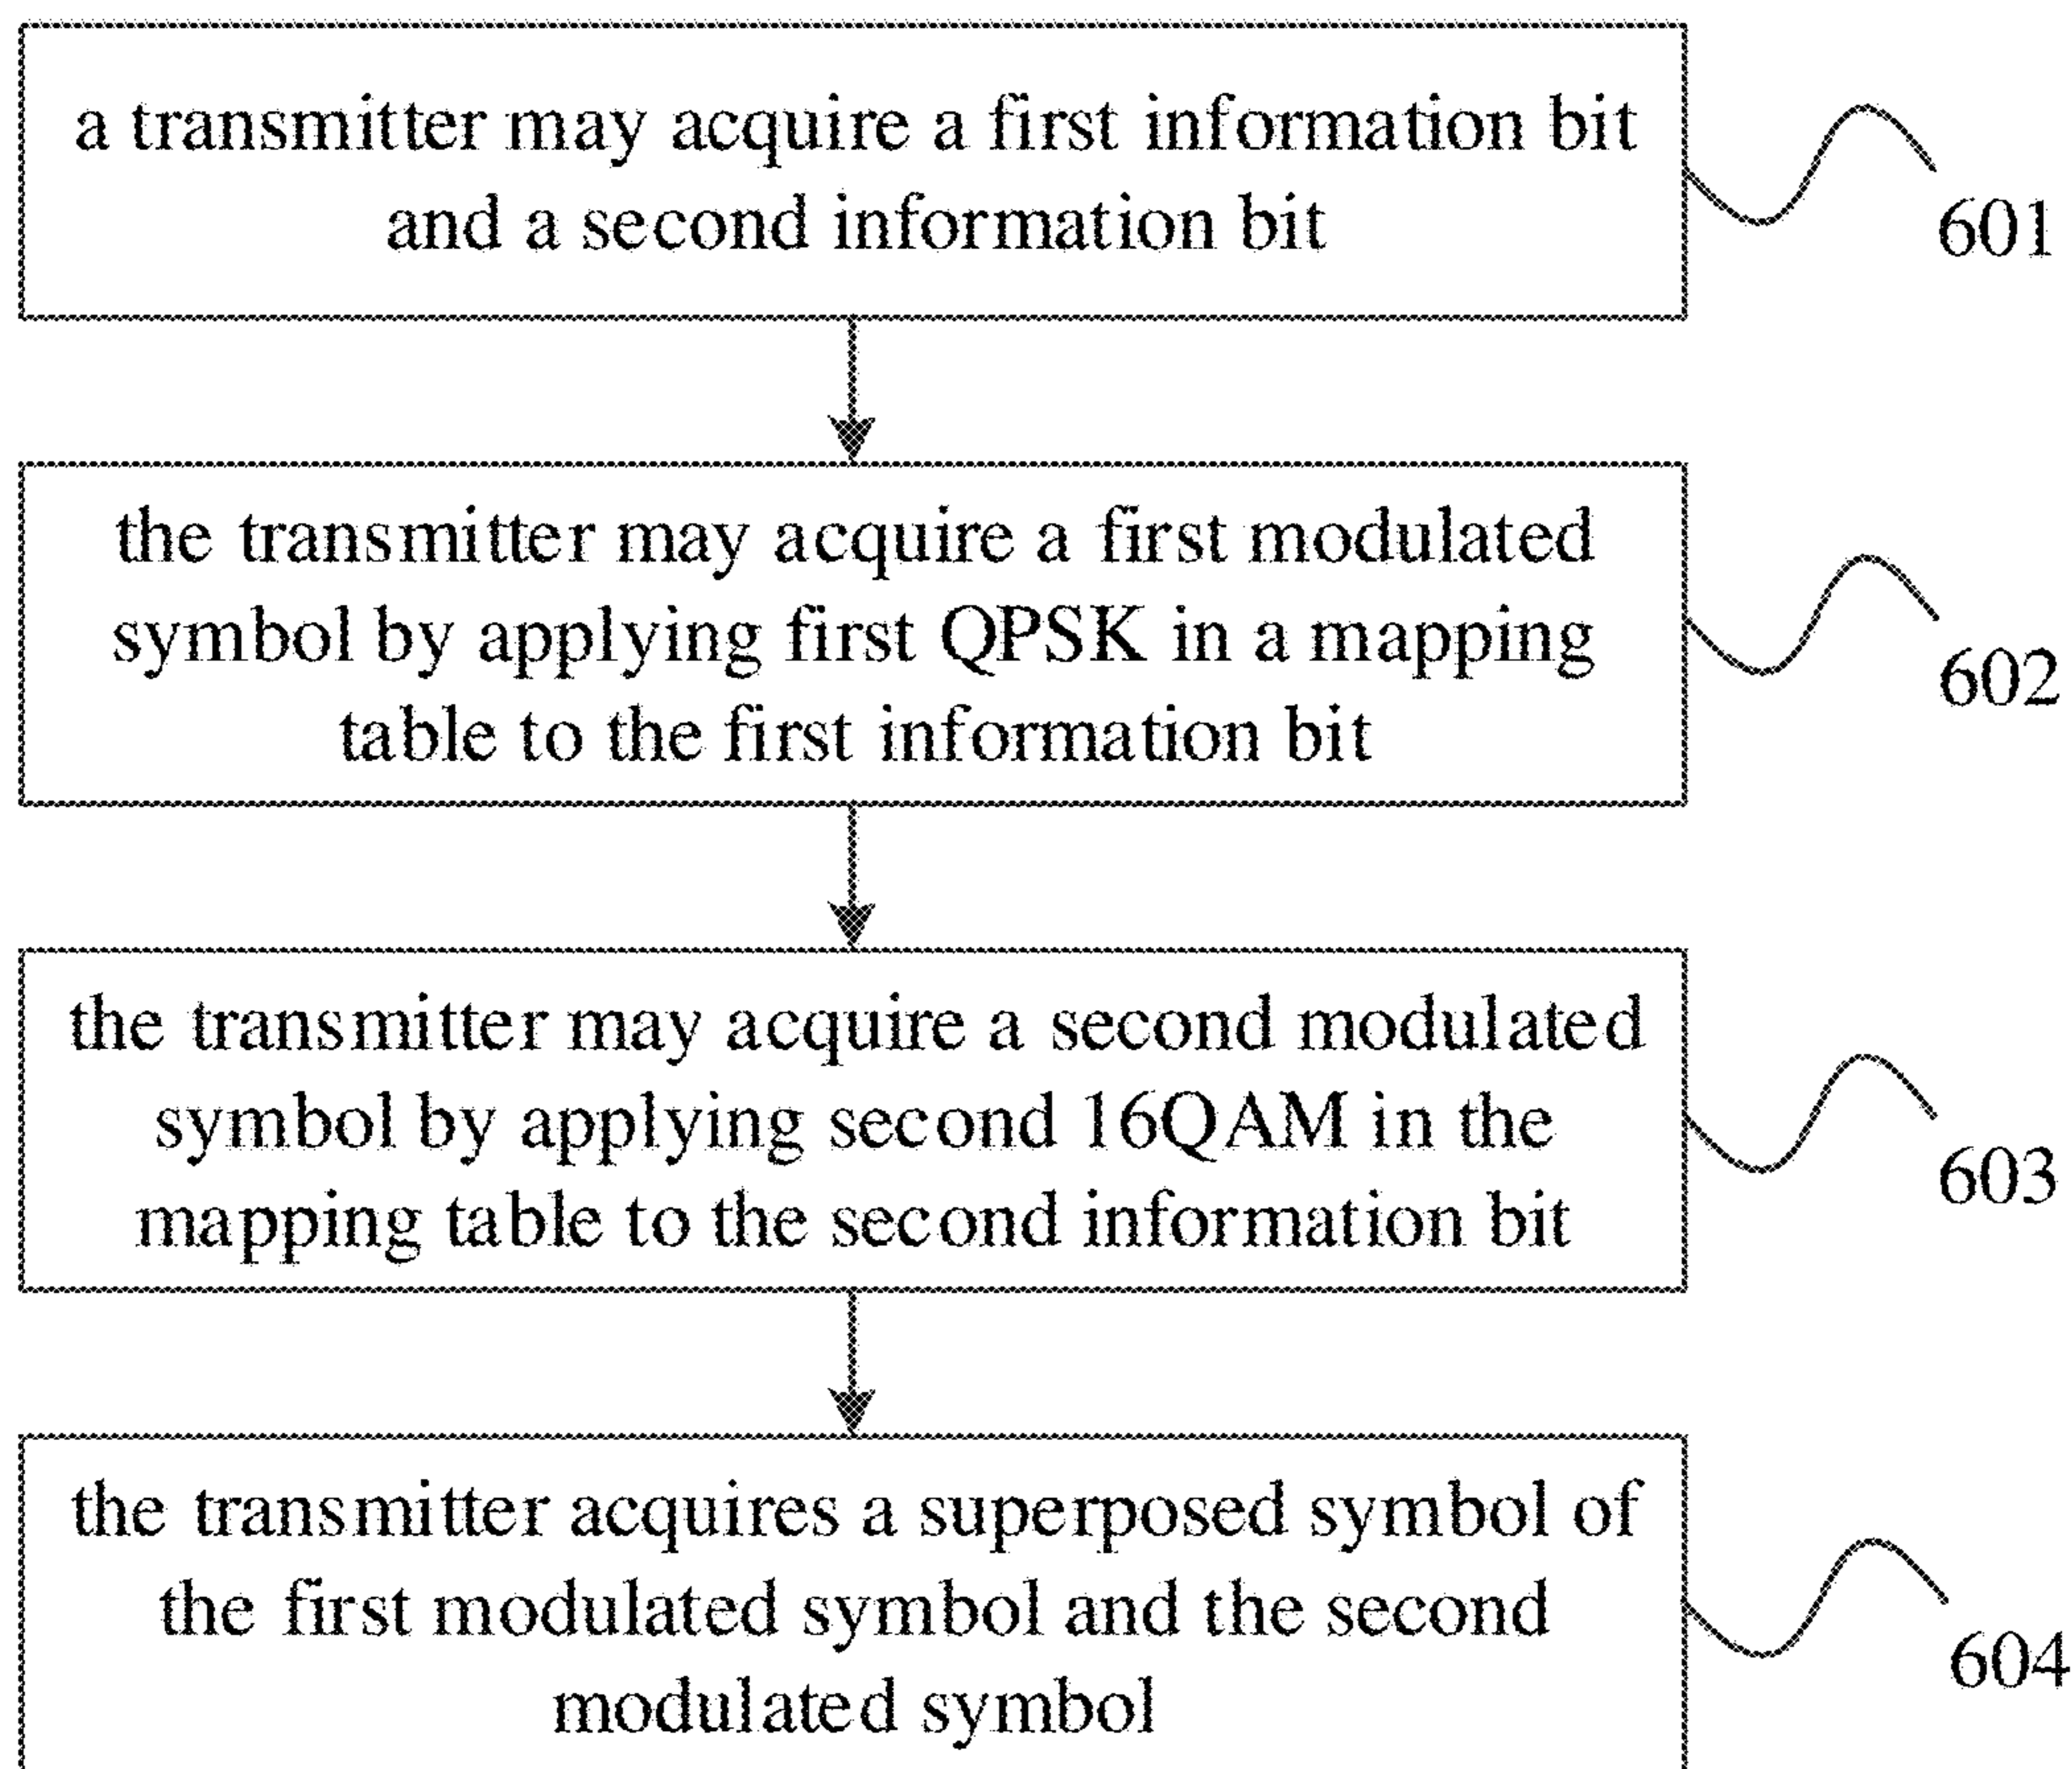 a transmitter may acquire a first information bit
and a second information bit
601
the transmitter may acquire a first modulated
symbol by applying first QPSK in a mapping
table to the first information bit
602
the transmitter may acquire a second modulated
symbol by applying second 16QAM in the
mapping table to the second information bit
603
the transmitter acquires a superposed symbol of
the first modulated symbol and the second
modulated symbol
604